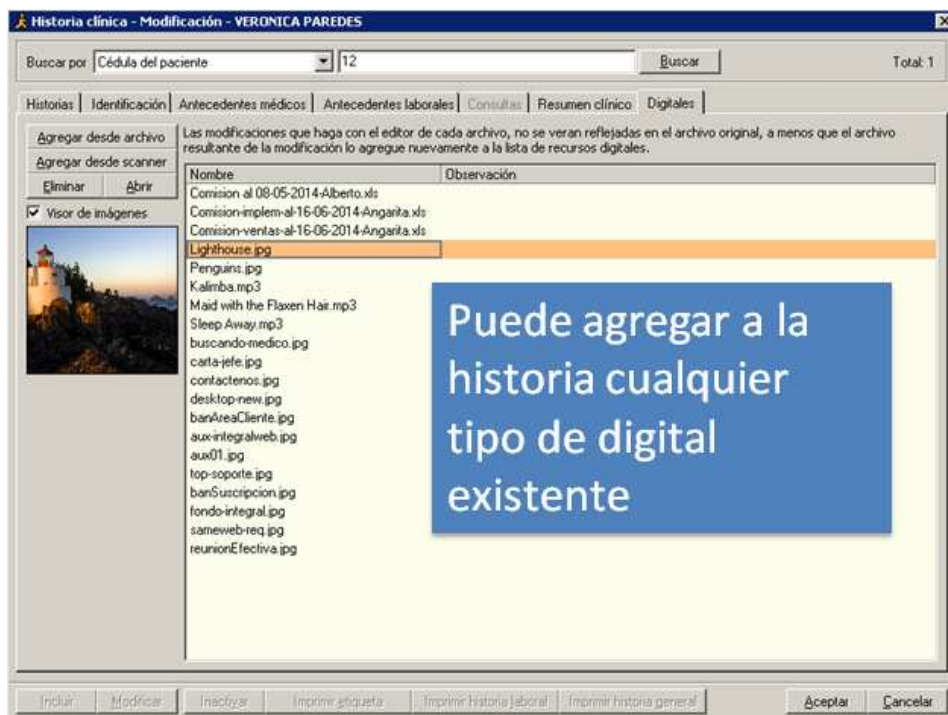 Historia clínica - Modificación - VERONICA PAREDES
Buscar por Cédula del paciente 12 Buscar Total: 1
Historias Identificación Antecedentes médicos Antecedentes laborales Consultas Resumen clínico Digitales
Agregar desde archivo
Agregar desde scanner
Eliminar Abrir
Visor de imágenes
Las modificaciones que haga con el editor de cada archivo, no se veran reflejadas en el archivo original, a menos que el archivo
resultante de la modificación lo agregue nuevamente a la lista de recursos digitales.
Nombre Observación
Comision al 08-05-2014-Alberto.xls
Comision-implem-al-16-06-2014-Angarita.xls
Comision-ventas-al-16-06-2014-Angarita.xls
Lighthouse.jpg
Penguins.jpg
Kalimba.mp3
Maid with the Flaxen Hair.mp3
Sleep Away.mp3
buscando-medico.jpg
carta-jefe.jpg
contactenos.jpg
desktop-new.jpg
banAreaCliente.jpg
aux-integralweb.jpg
aux01.jpg
top-soporte.jpg
banSuscripcion.jpg
fondo-integral.jpg
sameweb-req.jpg
reunionEfectiva.jpg
Puede agregar a la
historia cualquier
tipo de digital
existente
Incluir Modificar Inactivar Imprimir etiqueta Imprimir historia laboral Imprimir historia general Aceptar Cancelar